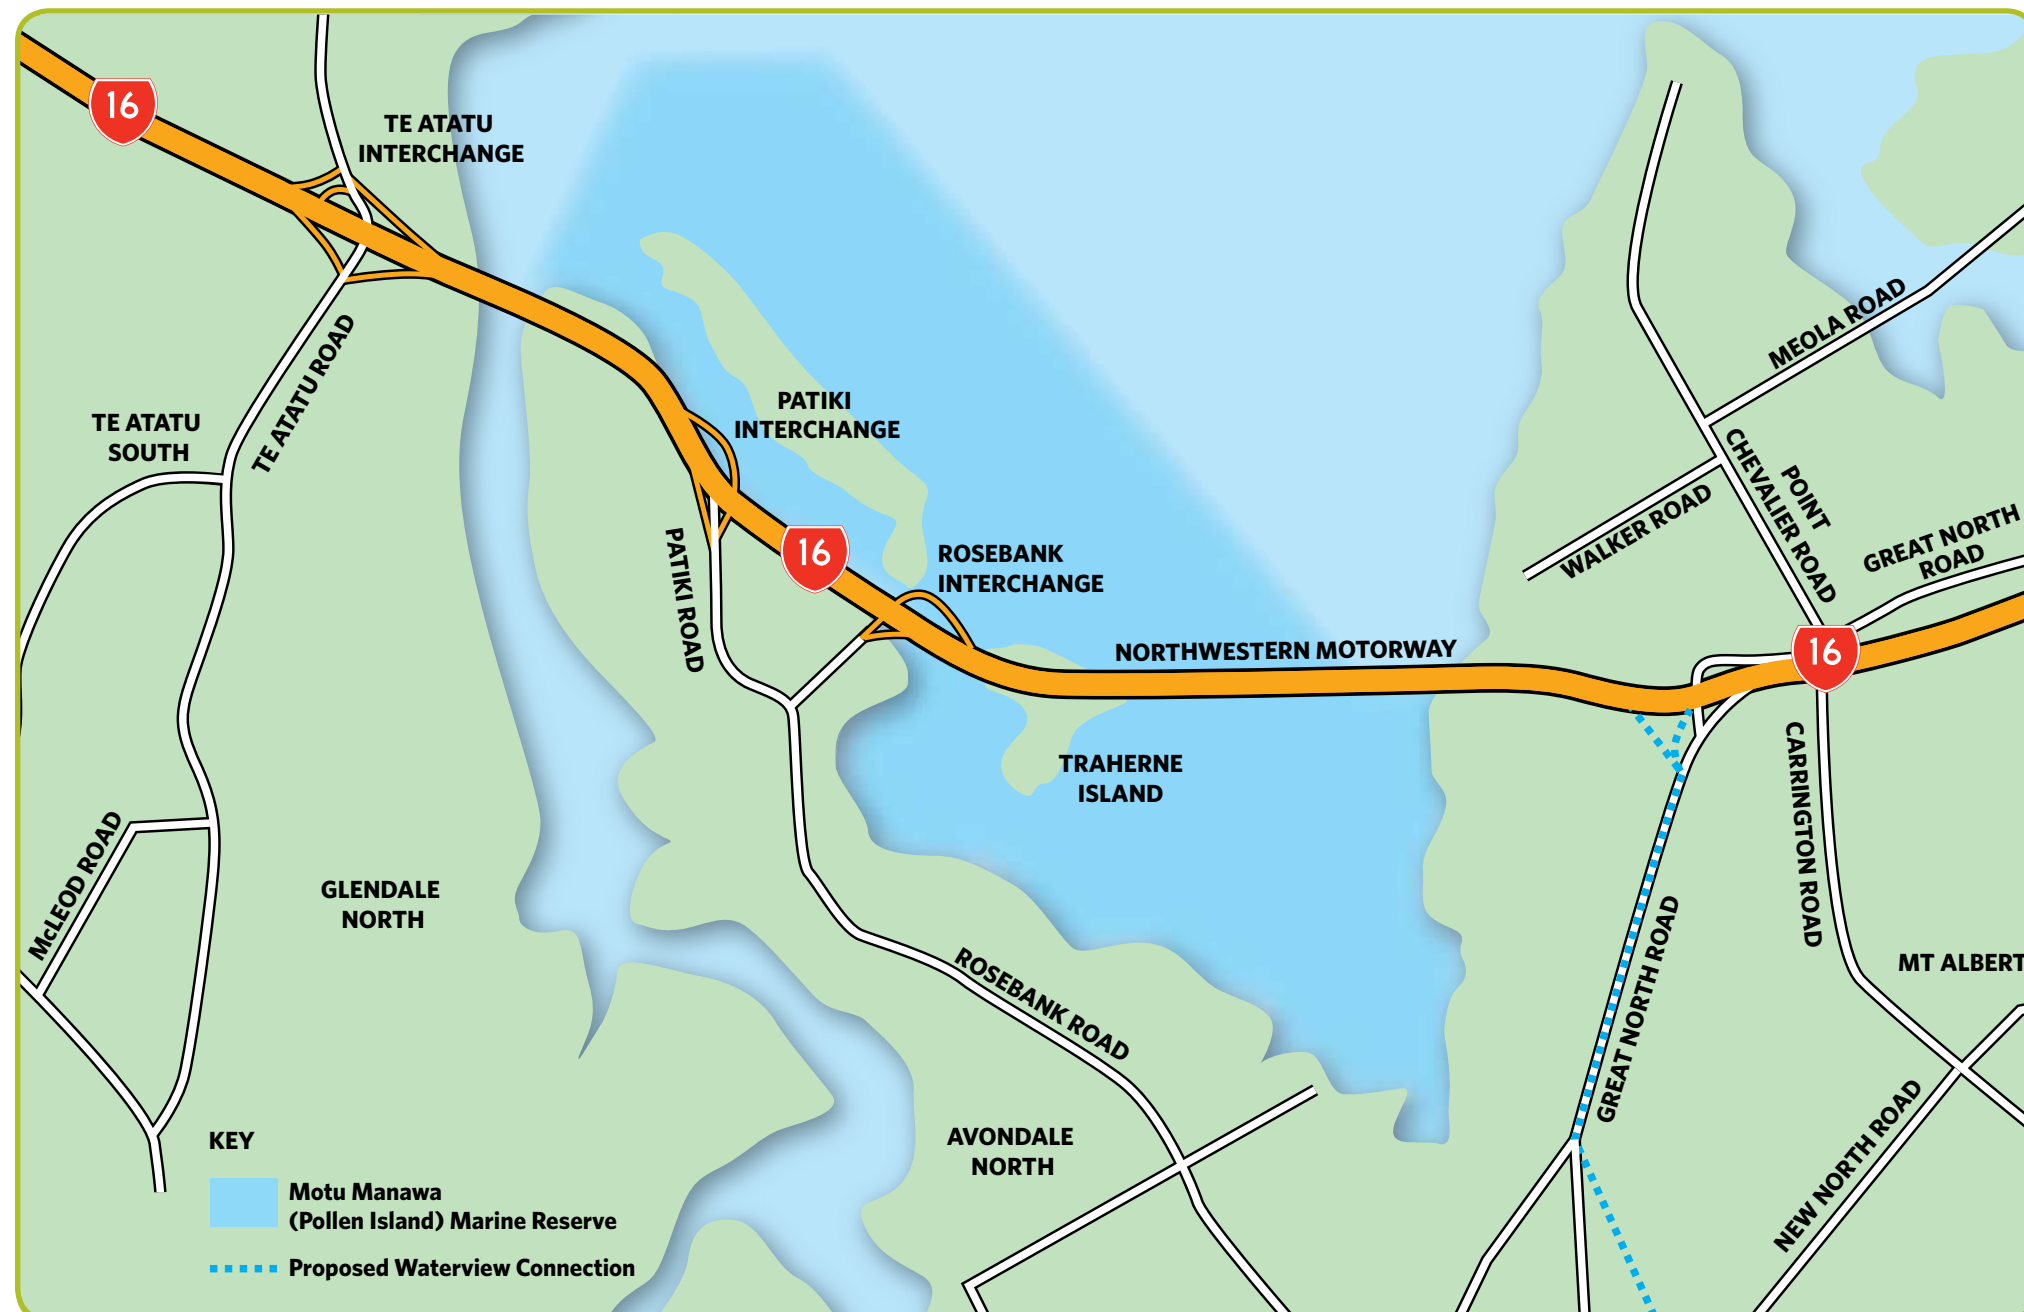 16
TE ATATU
INTERCHANGE
TE ATATU ROAD
TE ATATU
SOUTH
PATIKI
INTERCHANGE
16
PATIKI ROAD
ROSEBANK
INTERCHANGE
NORTHWESTERN MOTORWAY
TRAHERNE
ISLAND
MEOLA ROAD
POINT
CHEVALIER ROAD
WALKER ROAD
GREAT NORTH
ROAD
16
CARRINGTON ROAD
McLEOD ROAD
GLENDALE
NORTH
ROSEBANK ROAD
GREAT NORTH ROAD
MT ALBERT
NEW NORTH ROAD
AVONDALE
NORTH
KEY
Motu Manawa
(Pollen Island) Marine Reserve
Proposed Waterview Connection